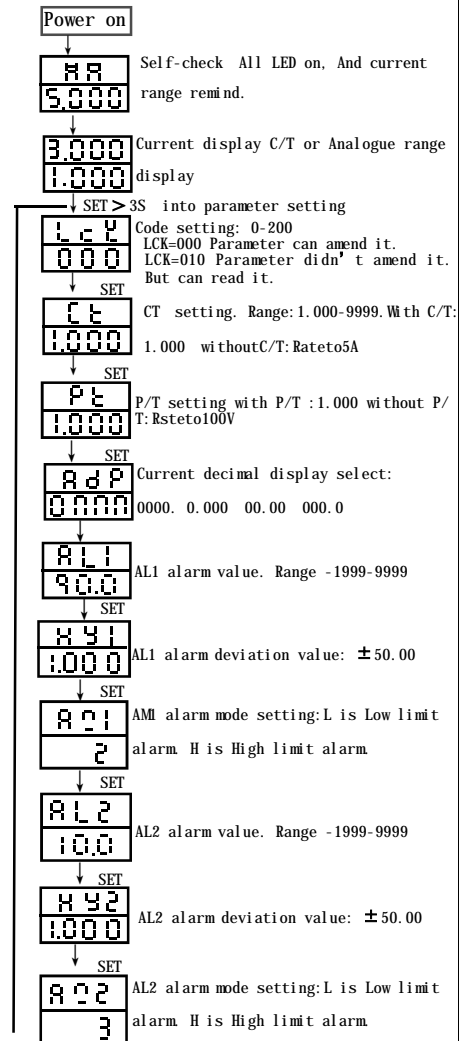 Power on
HA
5.000
Self-check All LED on, And current
range remind.
3.000
1.000
Current display C/T or Analogue range
display
SET > 3S into parameter setting
LcY
000
Code setting: 0-200
LCK=000 Parameter can amend it.
LCK=010 Parameter didn't amend it.
But can read it.
SET
Ct
1.000
CT setting. Range:1.000-9999.With C/T:
1.000 withoutC/T:Rateto5A
SET
Pt
1.000
P/T setting with P/T :1.000 without P/
T:Rsteto100V
SET
AdP
Current decimal display select:
0000. 0.000 00.00 000.0
AL1
90.0
AL1 alarm value. Range -1999-9999
SET
HY1
1.000
AL1 alarm deviation value: ±50.00
SET
2
AM1 alarm mode setting:L is Low limit
alarm. H is High limit alarm.
SET
AL2
10.0
AL2 alarm value. Range -1999-9999
SET
HY2
1.000
AL2 alarm deviation value: ±50.00
SET
3
AL2 alarm mode setting:L is Low limit
alarm. H is High limit alarm.